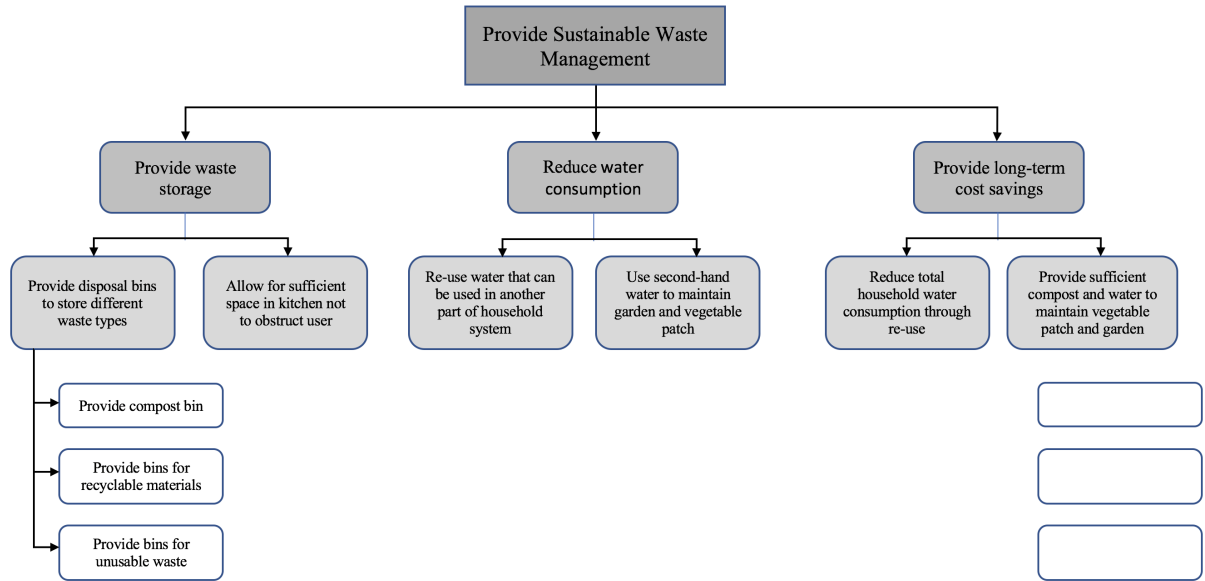 Provide Sustainable Waste
Management
Provide waste
storage
Reduce water
consumption
Provide long-term
cost savings
Provide disposal bins
to store different
waste types
Allow for sufficient
space in kitchen not
to obstruct user
Re-use water that can
be used in another
part of household
system
Use second-hand
water to maintain
garden and vegetable
patch
Reduce total
household water
consumption through
re-use
Provide sufficient
compost and water to
maintain vegetable
patch and garden
Provide compost bin
Provide bins for
recyclable materials
Provide bins for
unusable waste